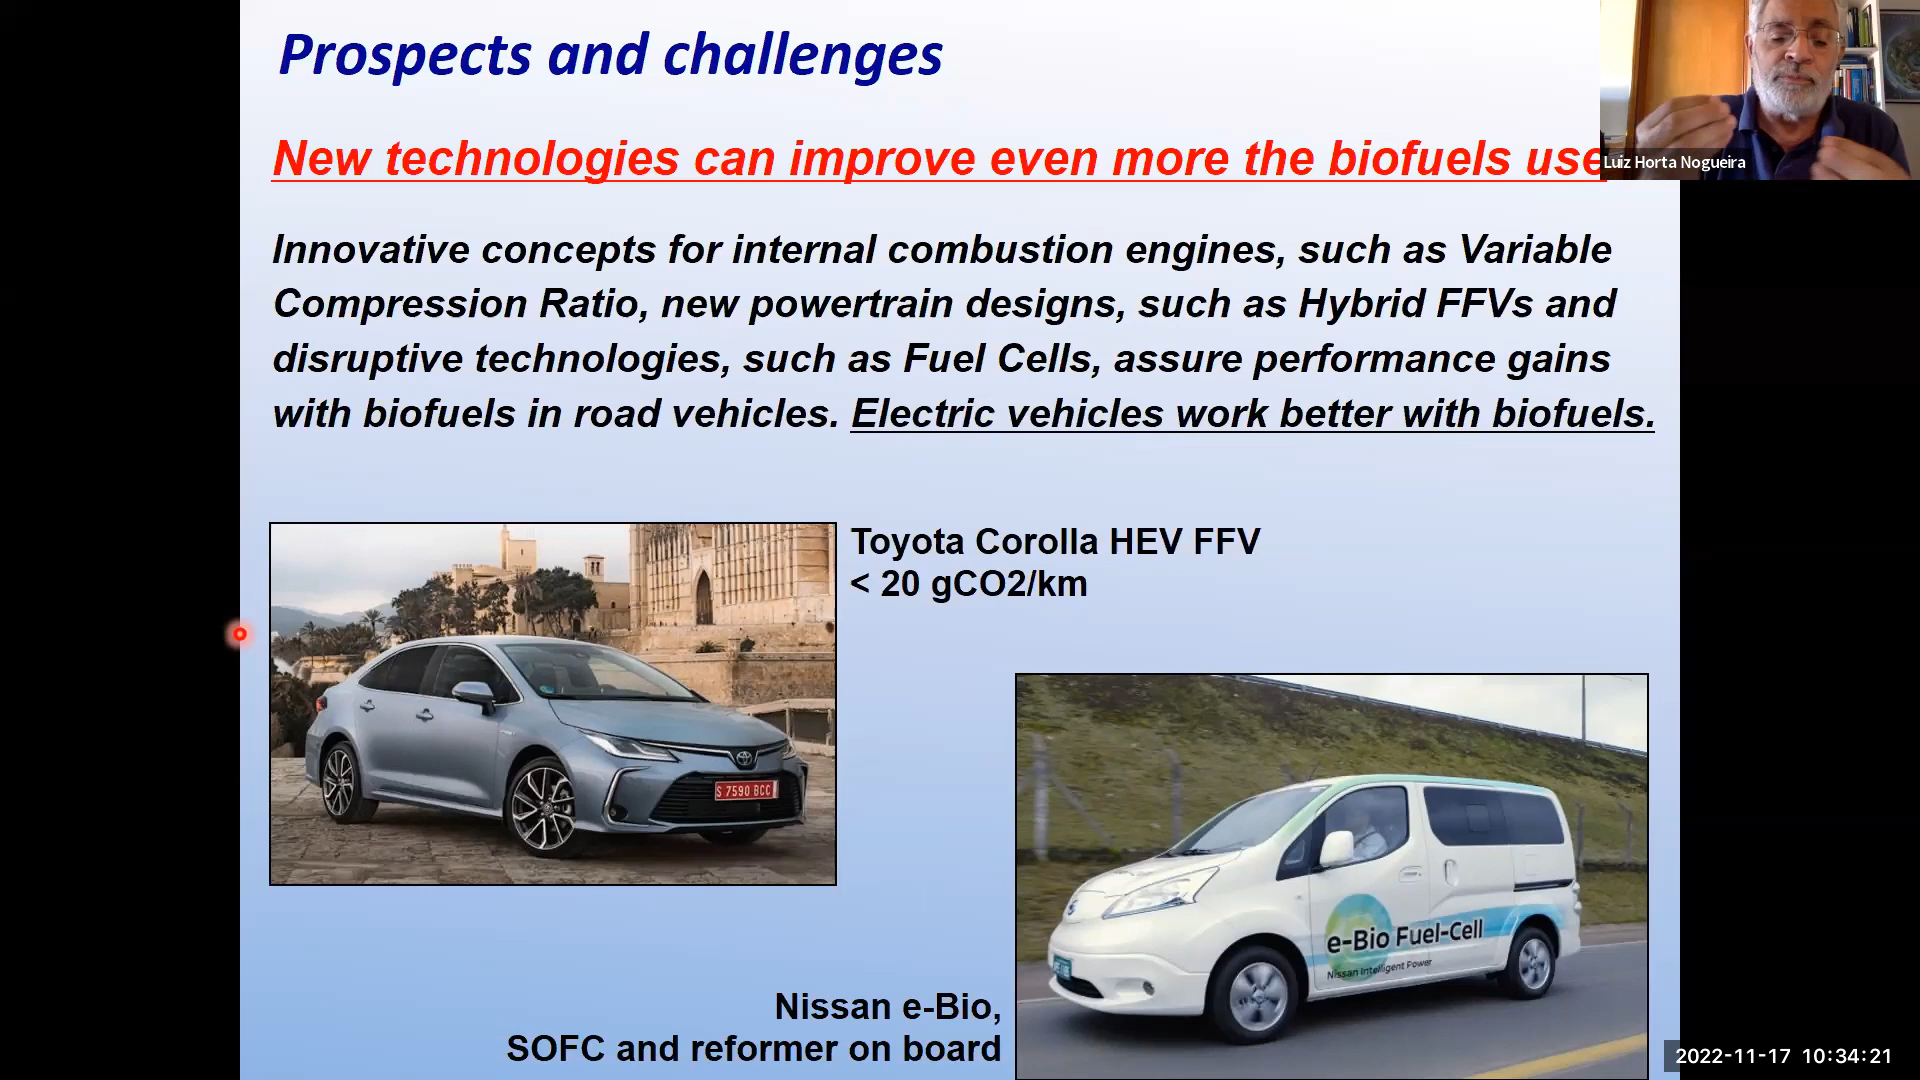 Prospects and challenges
New technologies can improve even more the biofuels use
Luiz Horta Nogueira
Innovative concepts for internal combustion engines, such as Variable
Compression Ratio, new powertrain designs, such as Hybrid FFVs and
disruptive technologies, such as Fuel Cells, assure performance gains
with biofuels in road vehicles. Electric vehicles work better with biofuels.
Toyota Corolla HEV FFV
< 20 gCO2/km
S 7590 BCC
e-Bio Fuel-Cell
Nissan Intelligent Power
Nissan e-Bio,
SOFC and reformer on board
2022-11-17 10:34:21